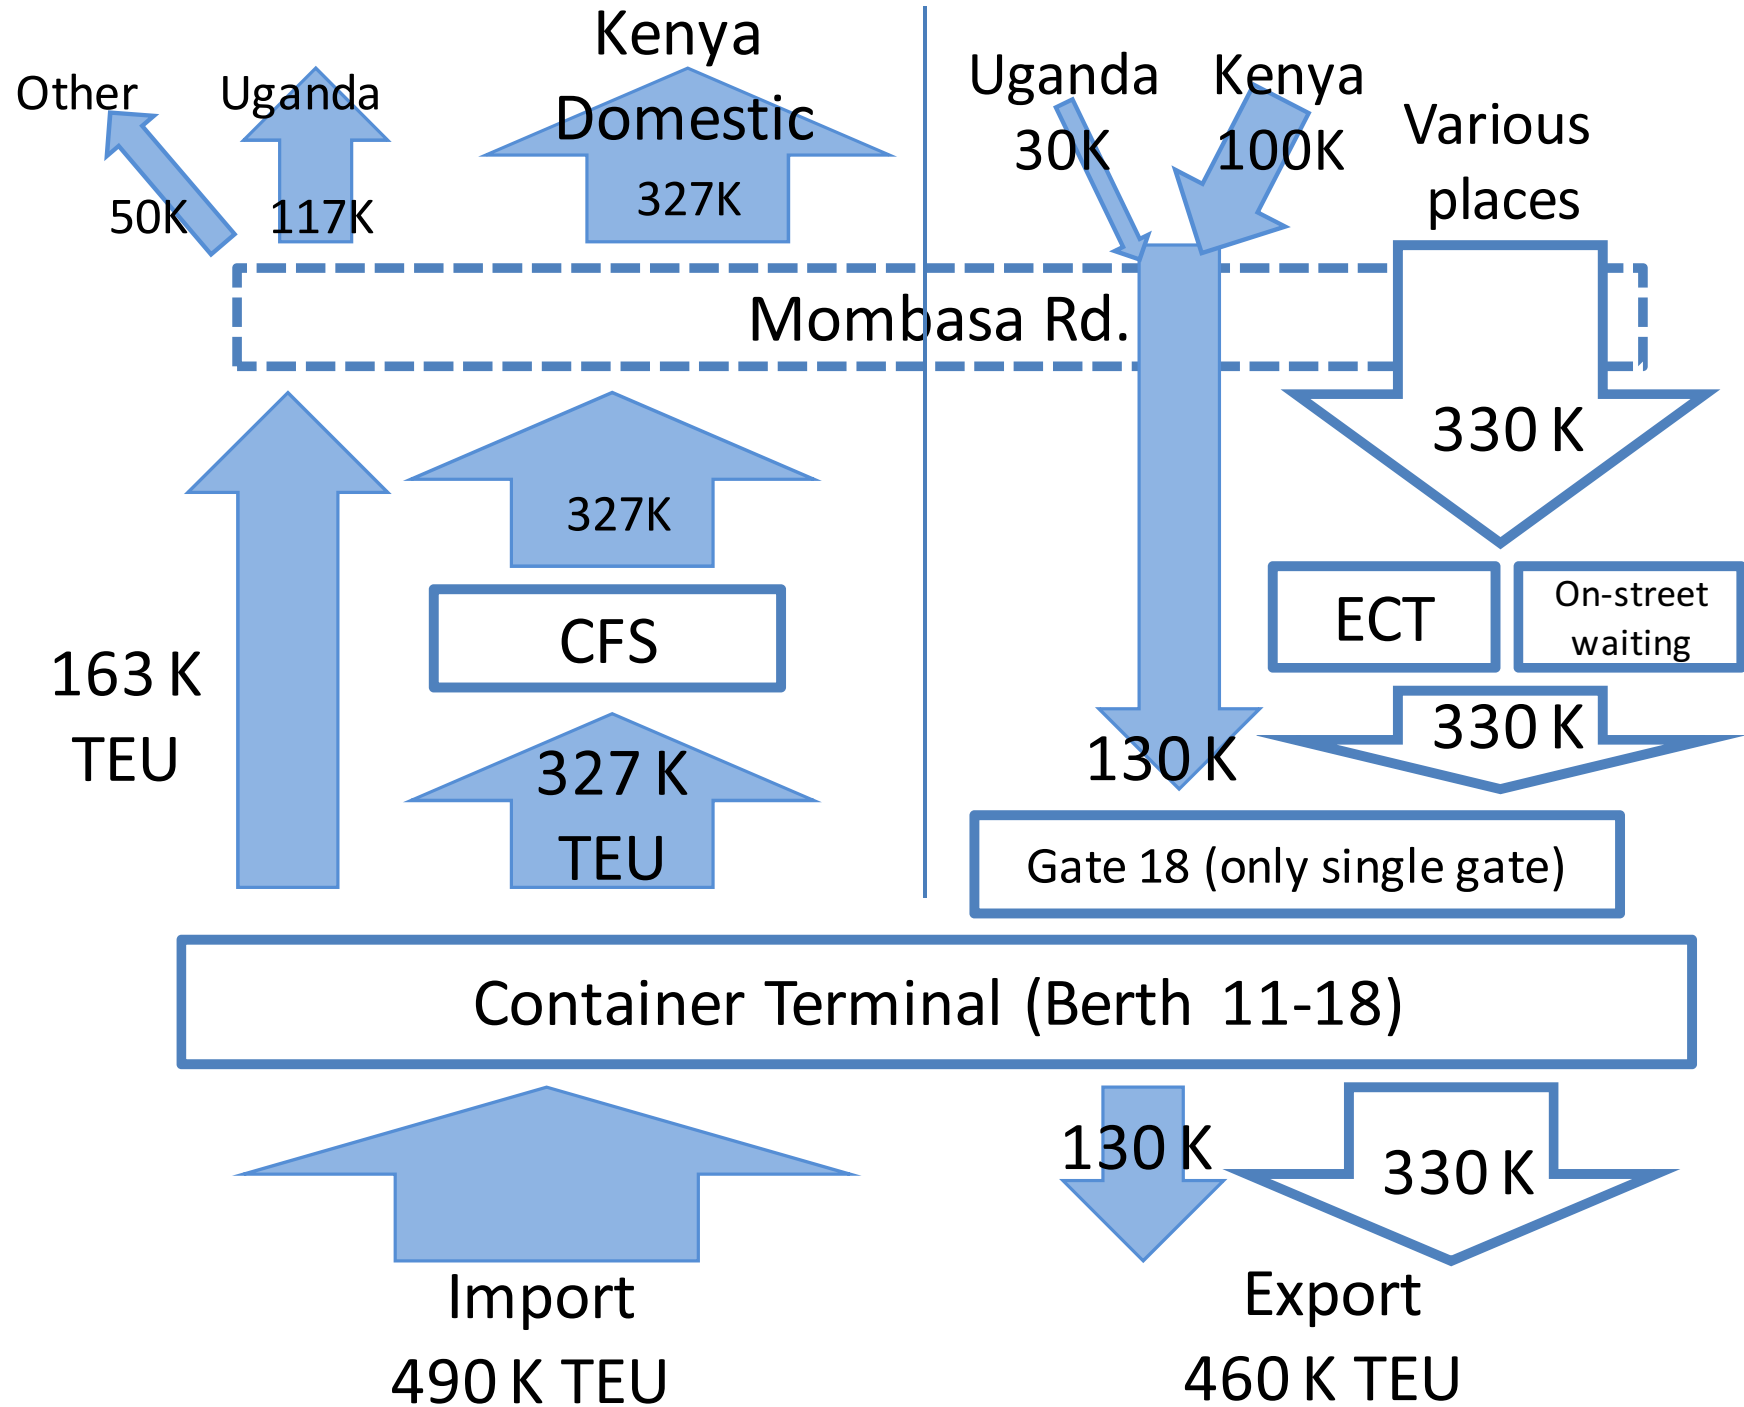 Kenya
Domestic
327K
Other
50K
Uganda
117K
Uganda
30K
Kenya
100K
Various
places
330 K
Mombasa Rd.
327K
CFS
163 K
TEU
327 K
TEU
ECT
On-street
waiting
330 K
130 K
Gate 18 (only single gate)
Container Terminal (Berth 11-18)
130 K
330 K
Import
490 K TEU
Export
460 K TEU